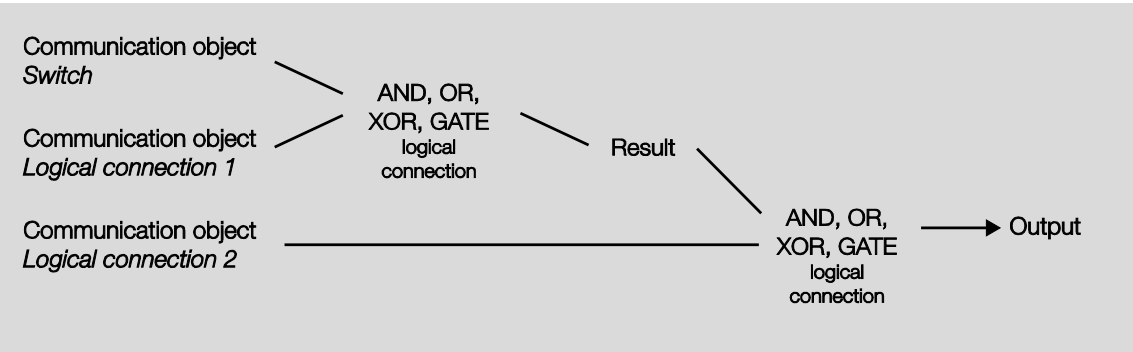 Communication object
Switch
AND, OR,
XOR, GATE
logical
connection
Communication object
Logical connection 1
Result
Communication object
Logical connection 2
AND, OR,
XOR, GATE
logical
connection
Output